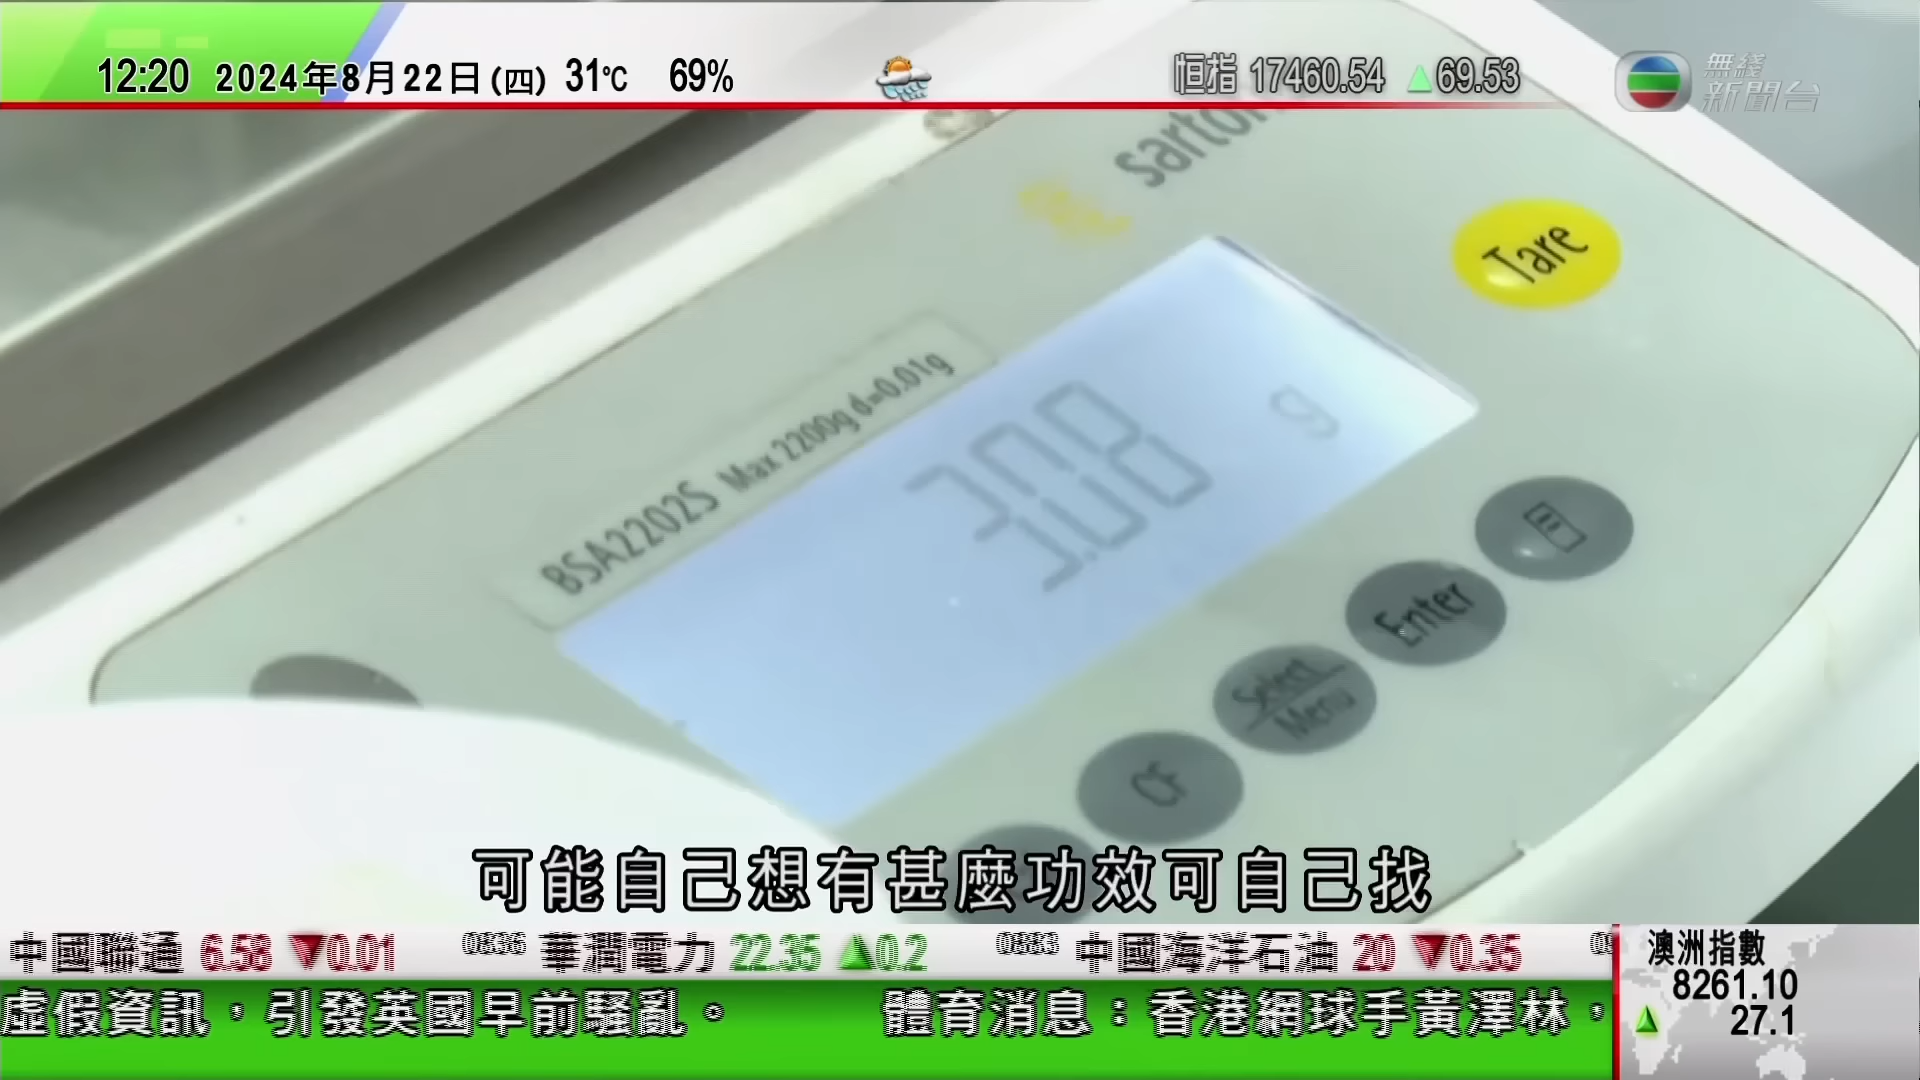 12:20 2024年8月22日(四) 31℃ 69% 恒指 17460.54 ▲69.53
無綫
新聞台
Tare
BSA2202S Max 2200g d=0.01g
g
Enter
Select
Menu
CF
可能自己想有甚麼功效可自己找
中國聯通 6.58 ▼0.01 0836 華潤電力 22.35 ▲0.2 0883 中國海洋石油 20 ▼0.35
虛假資訊，引發英國早前騷亂。 體育消息：香港網球手黃澤林，
澳洲指數
8261.10
▲ 27.1